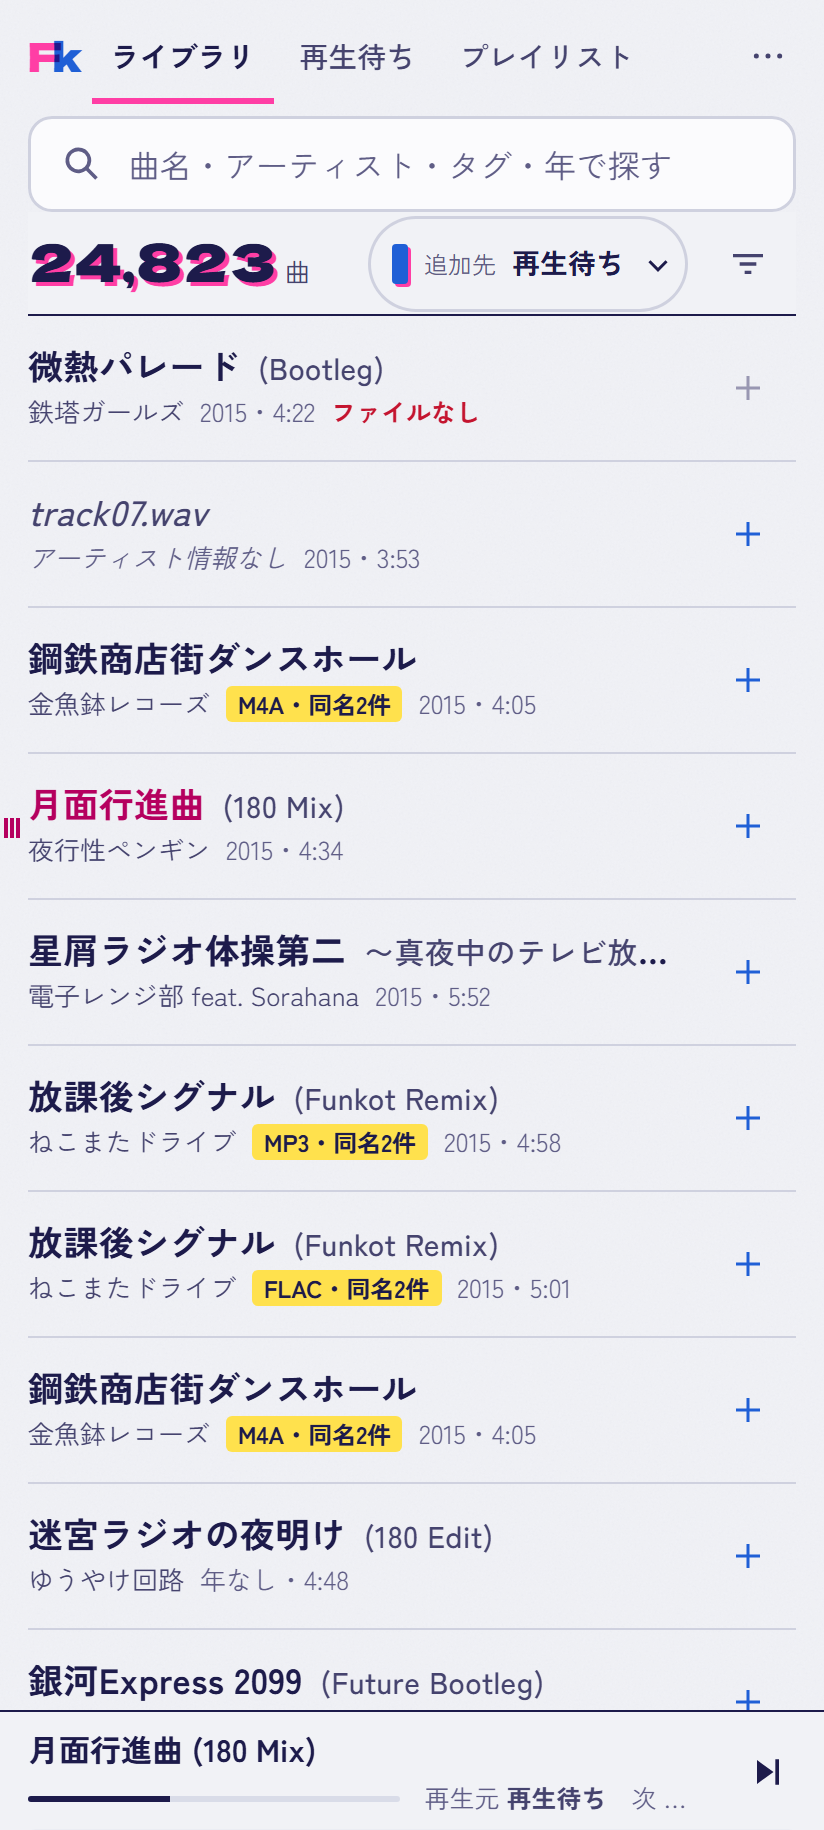 Fk ライブラリ 再生待ち プレイリスト
曲名・アーティスト・タグ・年で探す
24,823 曲 追加先 再生待ち
微熱パレード (Bootleg)
鉄塔ガールズ 2015・4:22 ファイルなし
track07.wav
アーティスト情報なし 2015・3:53
鋼鉄商店街ダンスホール
金魚鉢レコーズ M4A・同名2件 2015・4:05
月面行進曲 (180 Mix)
夜行性ペンギン 2015・4:34
星屑ラジオ体操第二 〜真夜中のテレビ放…
電子レンジ部 feat. Sorahana 2015・5:52
放課後シグナル (Funkot Remix)
ねこまたドライブ MP3・同名2件 2015・4:58
放課後シグナル (Funkot Remix)
ねこまたドライブ FLAC・同名2件 2015・5:01
鋼鉄商店街ダンスホール
金魚鉢レコーズ M4A・同名2件 2015・4:05
迷宮ラジオの夜明け (180 Edit)
ゆうやけ回路 年なし・4:48
銀河Express 2099 (Future Bootleg)
月面行進曲 (180 Mix)
再生元 再生待ち 次 …